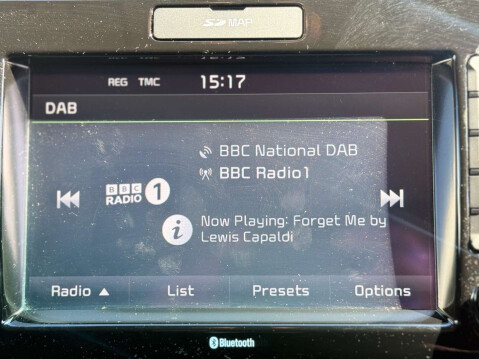 SD MAP
REG TMC 15:17
DAB
BBC National DAB
BBC Radio1
BBC RADIO 1
i Now Playing: Forget Me by
Lewis Capaldi
Radio ▲ List Presets Options
Bluetooth